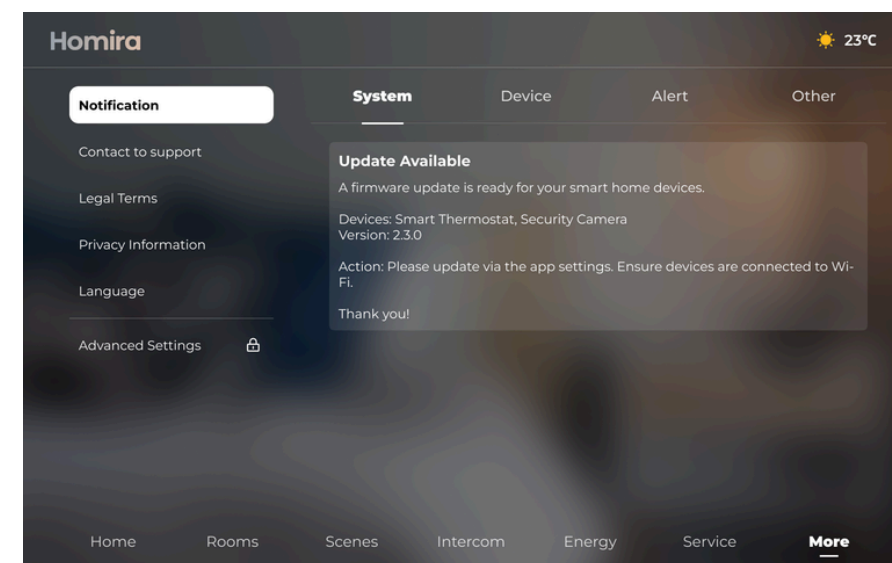 Homira
23°C
Notification
Contact to support
Legal Terms
Privacy Information
Language
Advanced Settings
System
Device
Alert
Other
Update Available
A firmware update is ready for your smart home devices.
Devices: Smart Thermostat, Security Camera
Version: 2.3.0
Action: Please update via the app settings. Ensure devices are connected to Wi-
Fi.
Thank you!
Home
Rooms
Scenes
Intercom
Energy
Service
More